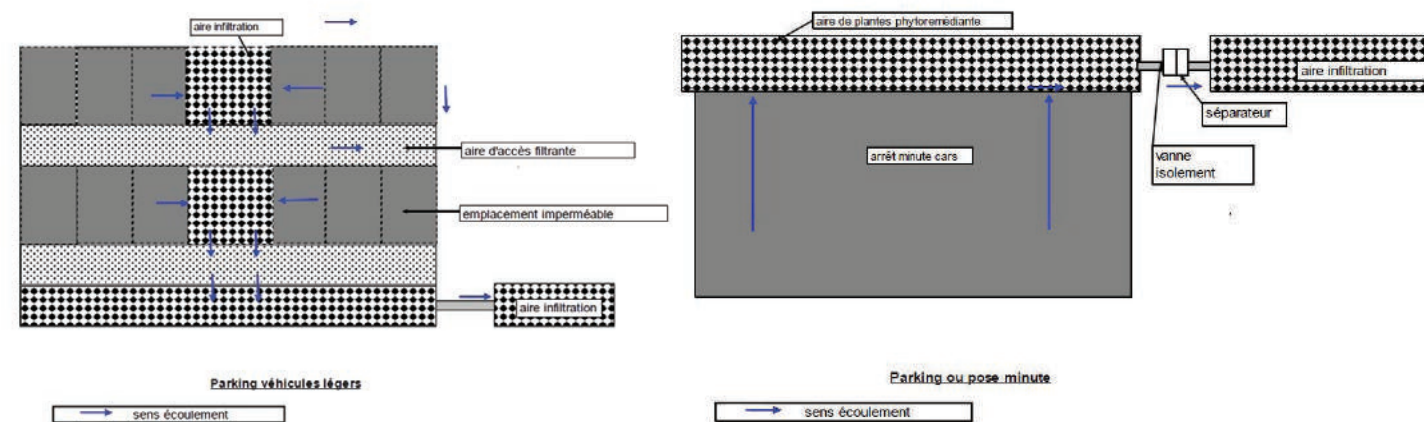 aire infiltration
aire d'accès filtrante
emplacement imperméable
aire infiltration
Parking véhicules légers
sens écoulement
aire de plantes phytoremédiante.
aire infiltration
séparateur
arrêt minute cars
vanne
isolement
Parking ou pose minute
sens écoulement